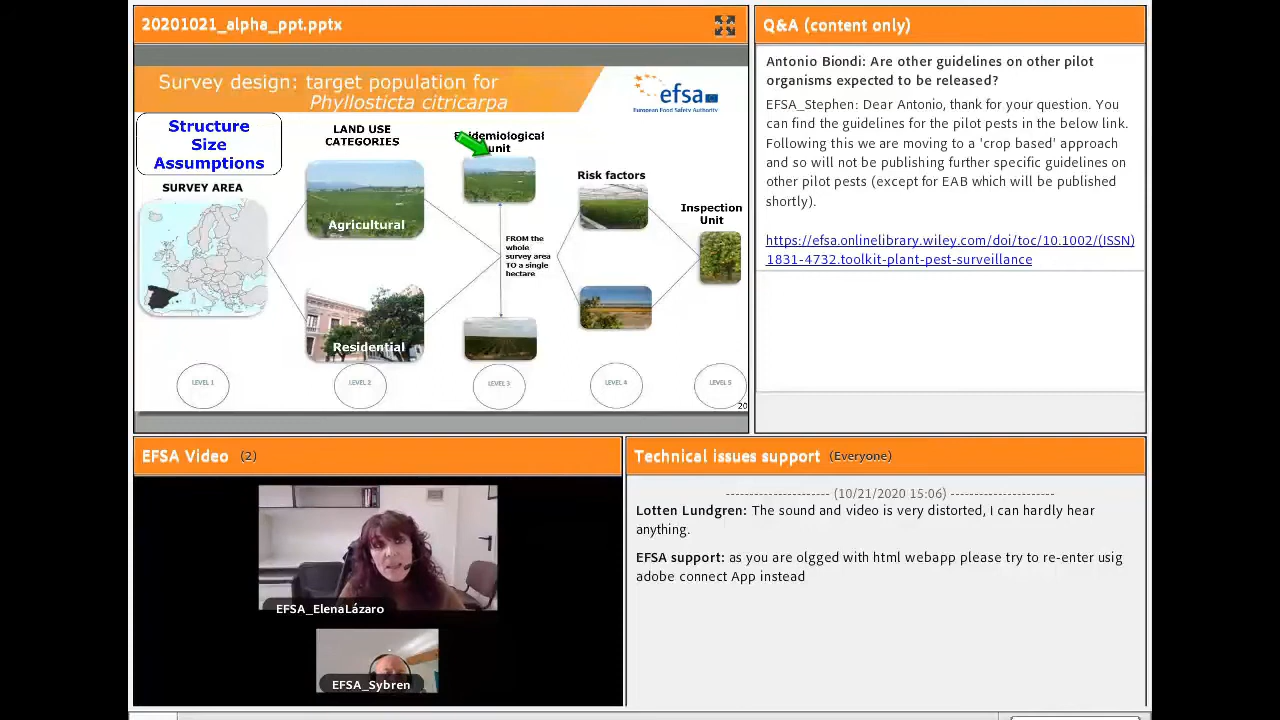 20201021_alpha_ppt.pptx
Survey design: target population for
Phyllosticta citricarpa
efsa
European Food Safety Authority
Structure
Size
Assumptions
SURVEY AREA
LAND USE
CATEGORIES
Agricultural
Residential
unit
FROM the
whole
survey area
TO a single
hectare
Risk factors
Inspection
Unit
LEVEL 1
LEVEL 2
LEVEL 3
LEVEL 4
LEVEL 5
20
Q&A (content only)
Antonio Biondi: Are other guidelines on other pilot
organisms expected to be released?
EFSA_Stephen: Dear Antonio, thank for your question. You
can find the guidelines for the pilot pests in the below link.
Following this we are moving to a 'crop based' approach
and so will not be publishing further specific guidelines on
other pilot pests (except for EAB which will be published
shortly).
https://efsa.onlinelibrary.wiley.com/doi/toc/10.1002/(ISSN)
1831-4732.toolkit-plant-pest-surveillance
EFSA Video (2)
EFSA_ElenaLázaro
EFSA_Sybren
Technical issues support (Everyone)
---------------------- (10/21/2020 15:06) ----------------------
Lotten Lundgren: The sound and video is very distorted, I can hardly hear
anything.
EFSA support: as you are olgged with html webapp please try to re-enter usig
adobe connect App instead